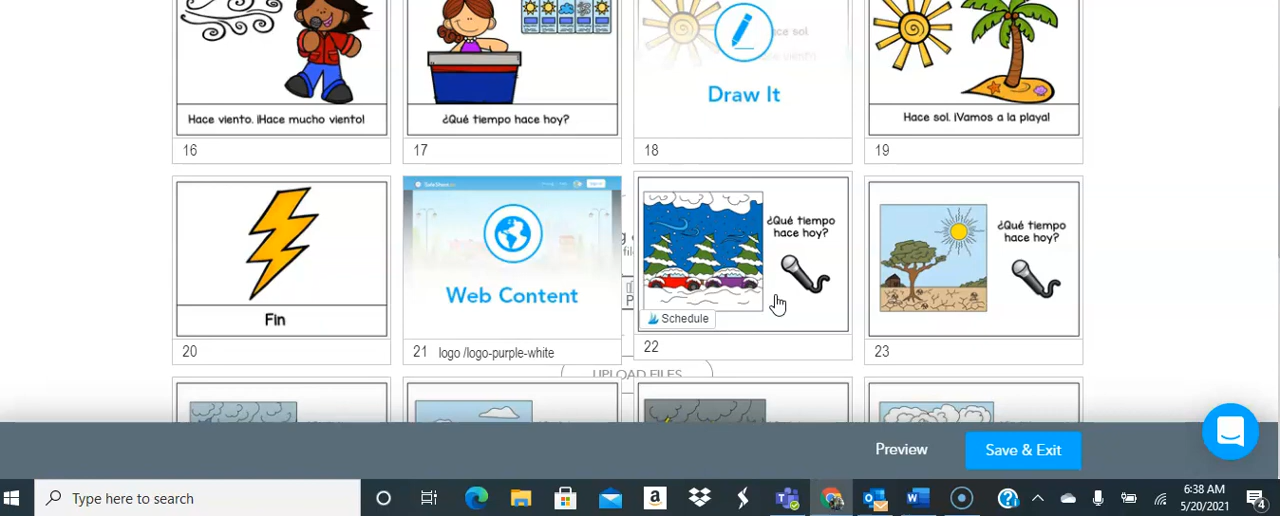 Hace viento. ¡Hace mucho viento!
¿Qué tiempo hace hoy?
Draw It
Hace sol. ¡Vamos a la playa!
16
17
18
19
Fin
SafeShare
Web Content
¿Qué tiempo
hace hoy?
Schedule
¿Qué tiempo
hace hoy?
20
21 logo /logo-purple-white
22
23
UPLOAD FILES
Preview
Save & Exit
Type here to search
6:38 AM
5/20/2021
4